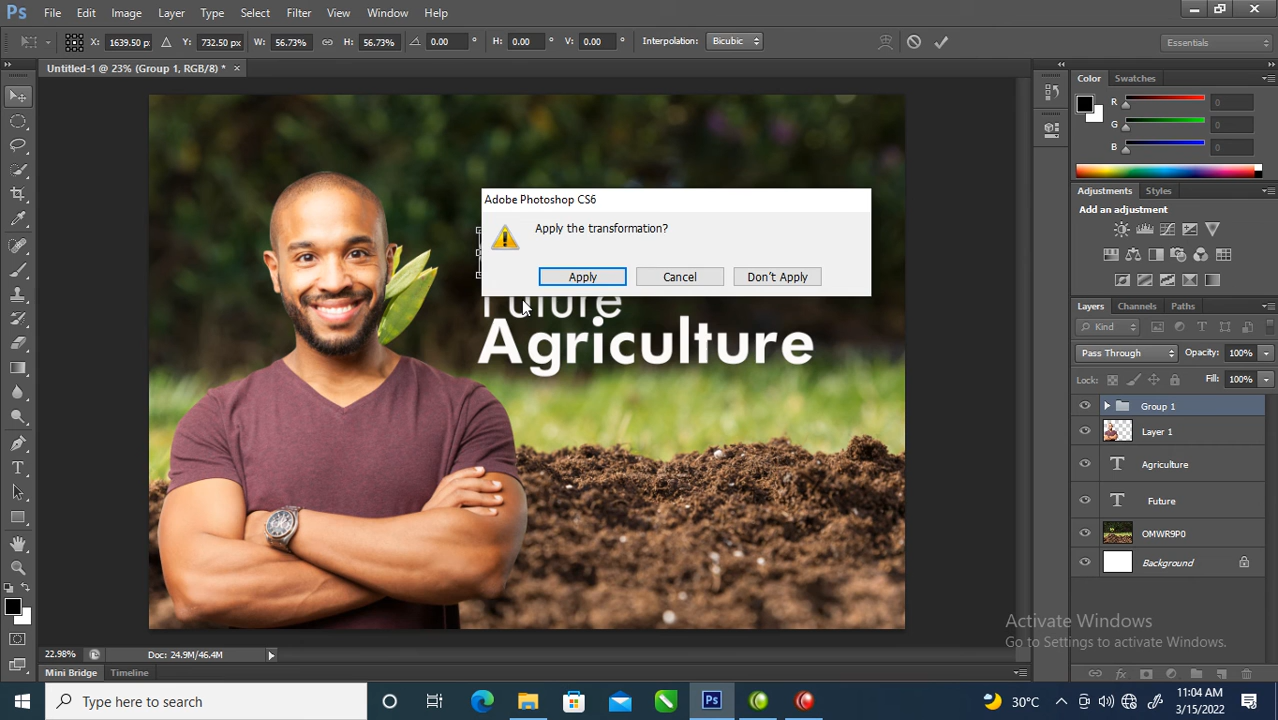 Ps File Edit Image Layer Type Select Filter View Window Help
X: 1639.50 px Y: 732.50 px W: 56.73% H: 56.73% 0.00 ° H: 0.00 ° V: 0.00 ° Interpolation: Bicubic Essentials
Untitled-1 @ 23% (Group 1, RGB/8) * ×
Color Swatches
R 0
G 0
B 0
Adjustments Styles
Add an adjustment
Layers Channels Paths
Kind
Pass Through Opacity: 100%
Lock: Fill: 100%
Group 1
Layer 1
T Agriculture
T Future
OMWR9P0
Background
Adobe Photoshop CS6
Apply the transformation?
Apply Cancel Don't Apply
Future
Agriculture
Activate Windows
Go to Settings to activate Windows.
22.98% Doc: 24.9M/46.4M
Mini Bridge Timeline
Type here to search
Ps
30°C
11:04 AM
3/15/2022